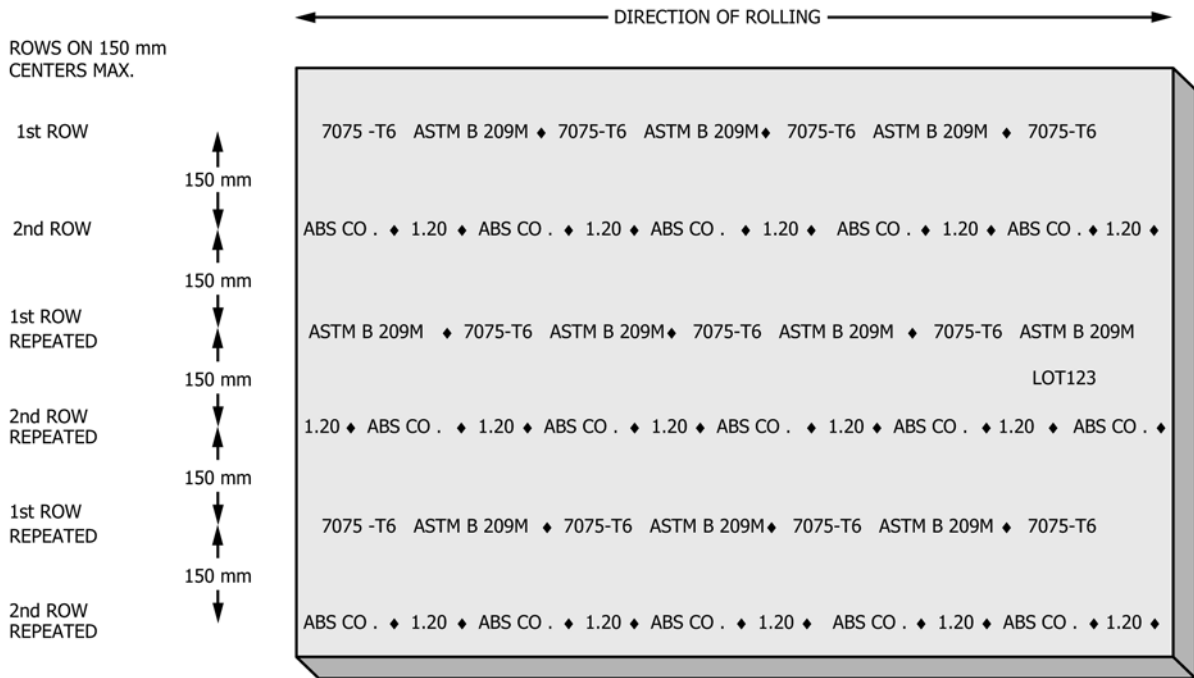 DIRECTION OF ROLLING
ROWS ON 150 mm
CENTERS MAX.
1st ROW
7075 -T6 ASTM B 209M ♦ 7075-T6 ASTM B 209M♦ 7075-T6 ASTM B 209M ♦ 7075-T6
150 mm
2nd ROW
ABS CO . ♦ 1.20 ♦ ABS CO . ♦ 1.20 ♦ ABS CO . ♦ 1.20 ♦ ABS CO . ♦ 1.20 ♦ ABS CO . ♦ 1.20 ♦
150 mm
1st ROW
REPEATED
ASTM B 209M ♦ 7075-T6 ASTM B 209M♦ 7075-T6 ASTM B 209M ♦ 7075-T6 ASTM B 209M
150 mm
LOT123
2nd ROW
REPEATED
1.20 ♦ ABS CO . ♦ 1.20 ♦ ABS CO . ♦ 1.20 ♦ ABS CO . ♦ 1.20 ♦ ABS CO . ♦ 1.20 ♦ ABS CO . ♦
150 mm
1st ROW
REPEATED
7075 -T6 ASTM B 209M ♦ 7075-T6 ASTM B 209M♦ 7075-T6 ASTM B 209M ♦ 7075-T6
150 mm
2nd ROW
REPEATED
ABS CO . ♦ 1.20 ♦ ABS CO . ♦ 1.20 ♦ ABS CO . ♦ 1.20 ♦ ABS CO . ♦ 1.20 ♦ ABS CO . ♦ 1.20 ♦